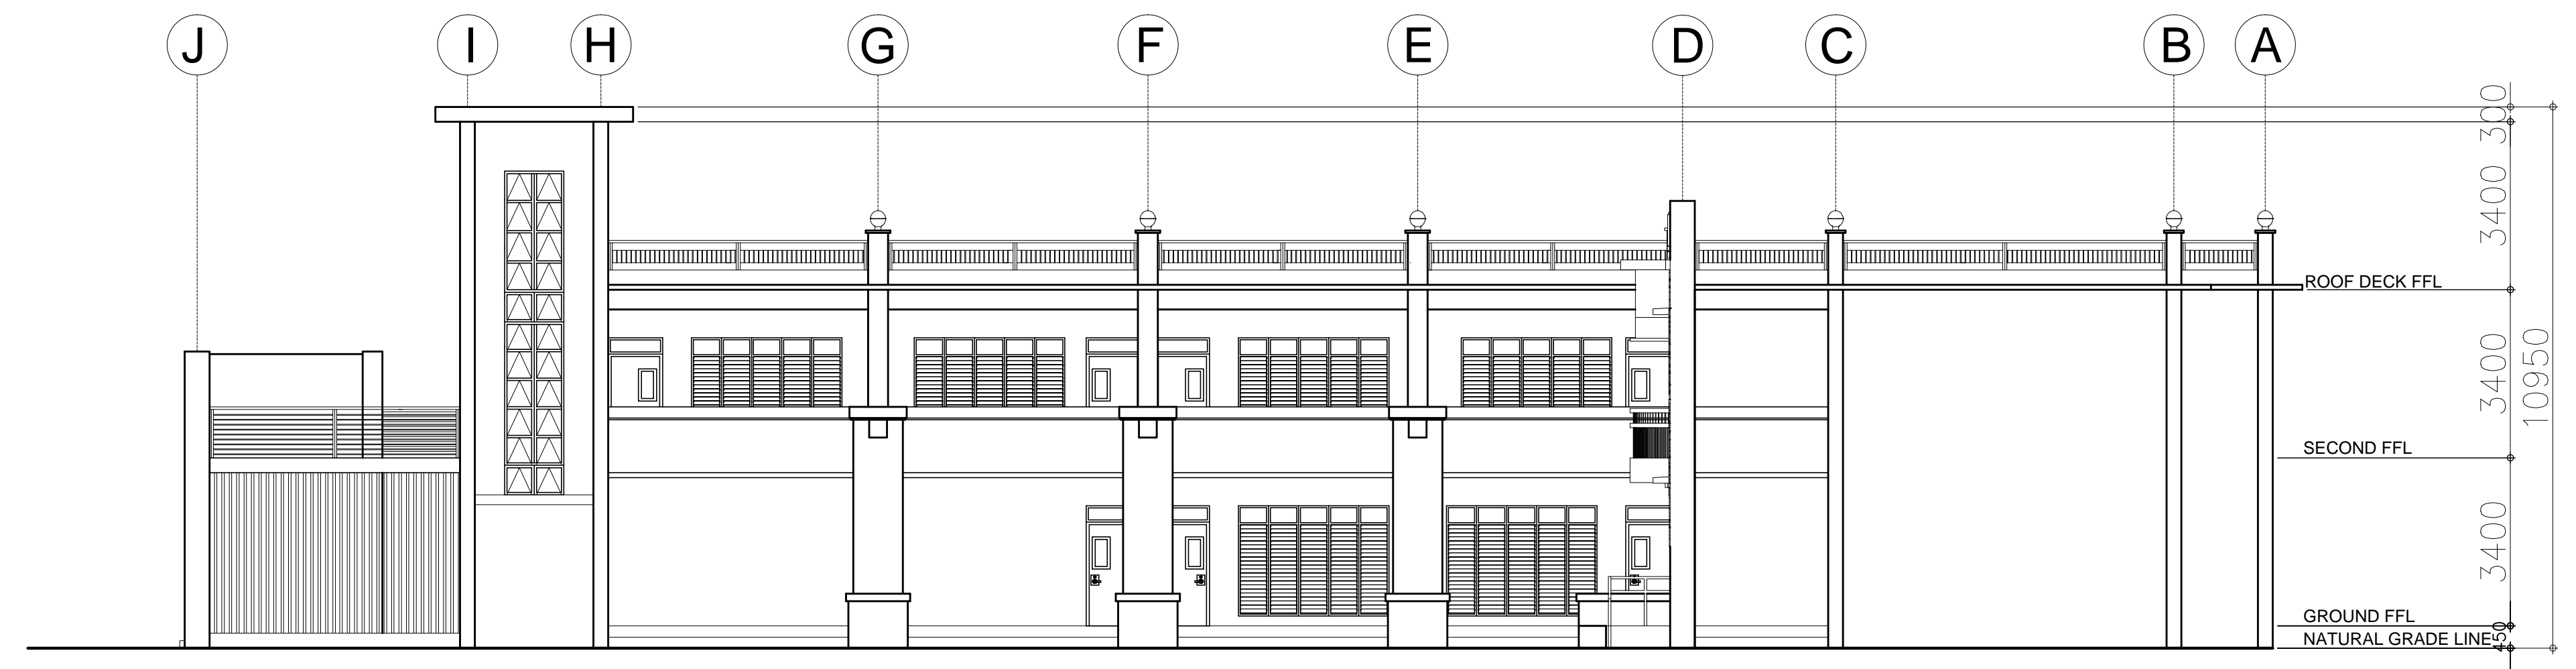 J I H G F E D C B A
300
3400
ROOF DECK FFL
3400
10950
SECOND FFL
3400
GROUND FFL
NATURAL GRADE LINE
450